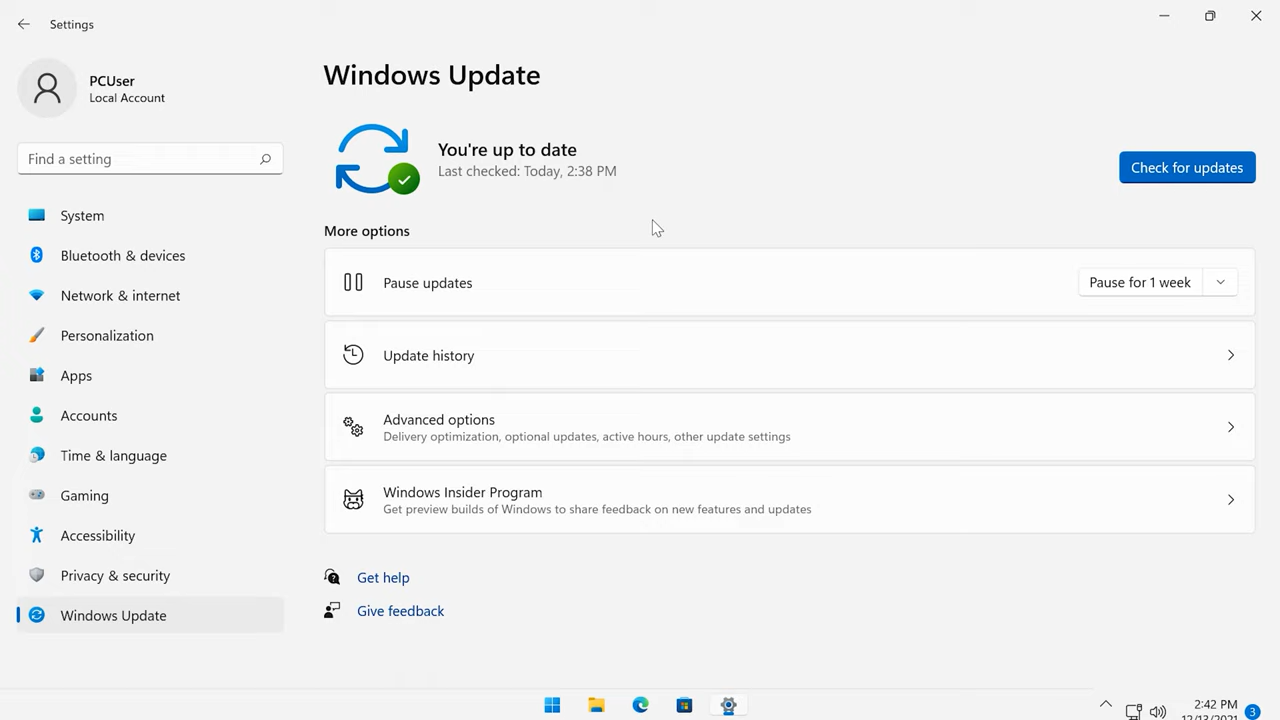 Settings
PCUser
Local Account
Find a setting
System
Bluetooth & devices
Network & internet
Personalization
Apps
Accounts
Time & language
Gaming
Accessibility
Privacy & security
Windows Update
Windows Update
You're up to date
Last checked: Today, 2:38 PM
Check for updates
More options
Pause updates
Pause for 1 week
Update history
Advanced options
Delivery optimization, optional updates, active hours, other update settings
Windows Insider Program
Get preview builds of Windows to share feedback on new features and updates
Get help
Give feedback
2:42 PM
12/13/2021
3